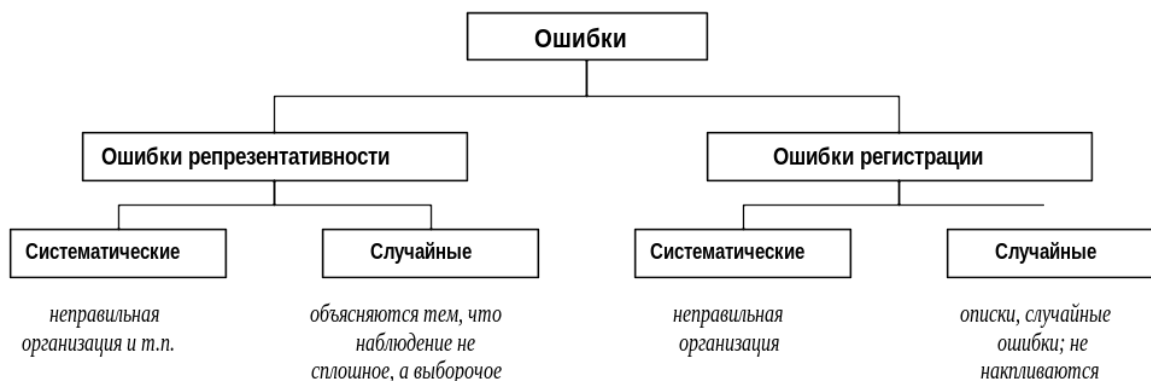 Ошибки
Ошибки репрезентативности
Ошибки регистрации
Систематические
Случайные
Систематические
Случайные
неправильная
организация и т.п.
объясняются тем, что
наблюдение не
сплошное, а выборочое
неправильная
организация
описки, случайные
ошибки; не
накпливаются